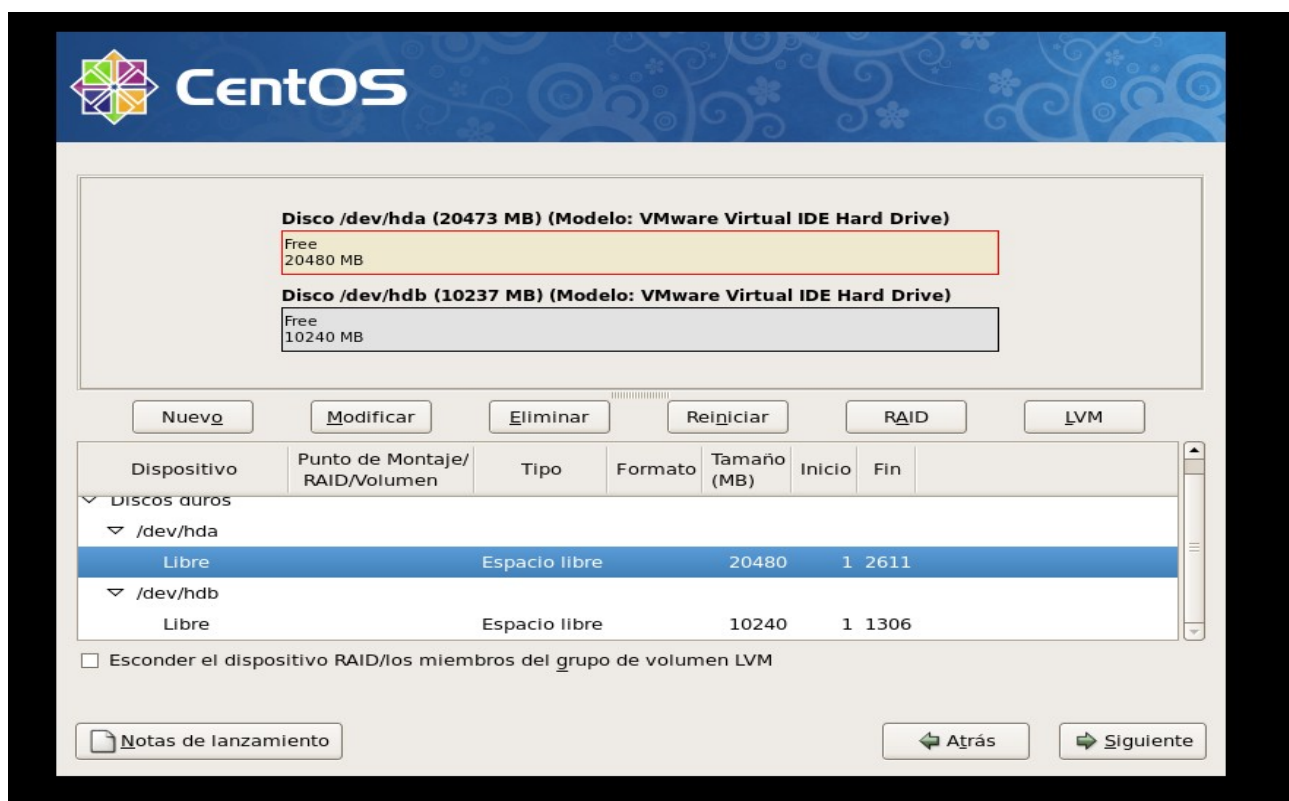 CentOS
Disco /dev/hda (20473 MB) (Modelo: VMware Virtual IDE Hard Drive)
Free
20480 MB
Disco /dev/hdb (10237 MB) (Modelo: VMware Virtual IDE Hard Drive)
Free
10240 MB
Nuevo Modificar Eliminar Reiniciar RAID LVM
Dispositivo Punto de Montaje/ RAID/Volumen Tipo Formato Tamaño (MB) Inicio Fin
Discos duros
/dev/hda
Libre Espacio libre 20480 1 2611
/dev/hdb
Libre Espacio libre 10240 1 1306
Esconder el dispositivo RAID/los miembros del grupo de volumen LVM
Notas de lanzamiento Atrás Siguiente